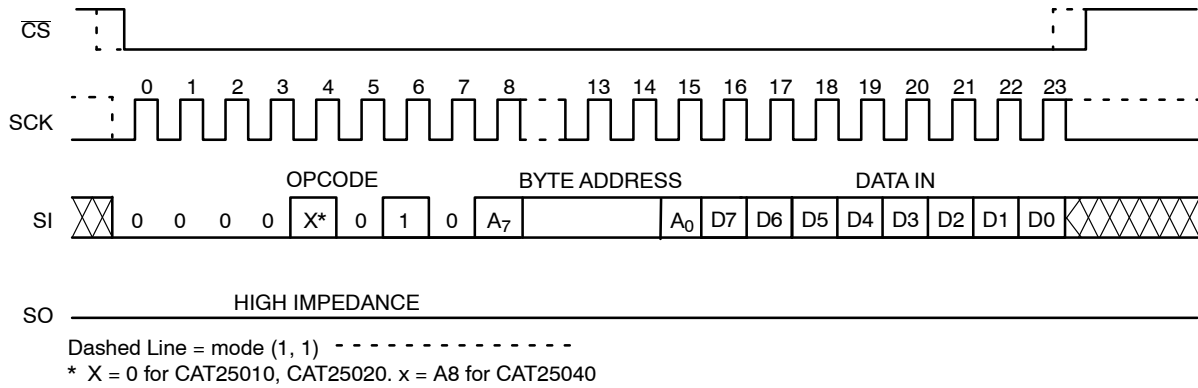 CS
0 1 2 3 4 5 6 7 8 13 14 15 16 17 18 19 20 21 22 23
SCK
OPCODE BYTE ADDRESS DATA IN
SI 0 0 0 0 X* 0 1 0 A7 A0 D7 D6 D5 D4 D3 D2 D1 D0
HIGH IMPEDANCE
SO
Dashed Line = mode (1, 1) - - - - - - - - - - - - - -
* X = 0 for CAT25010, CAT25020. x = A8 for CAT25040